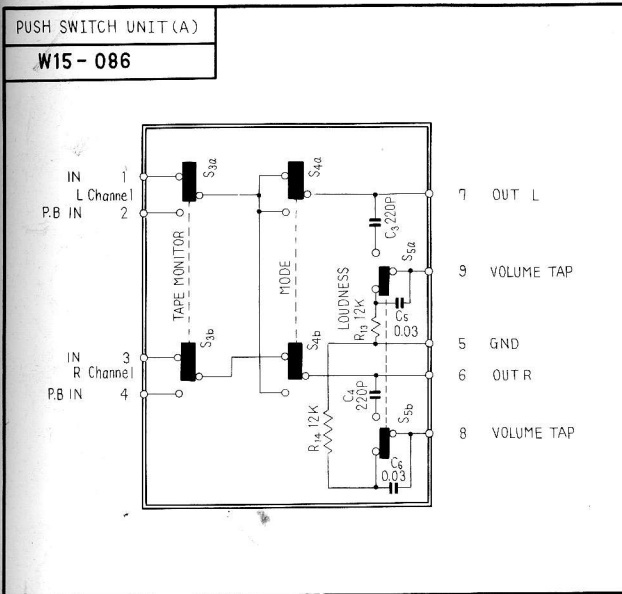 PUSH SWITCH UNIT (A)
W15-086
IN 1
L Channel
P.B IN 2
IN 3
R Channel
P.B IN 4
TAPE MONITOR
S3a
S3b
MODE
S4a
S4b
LOUDNESS
C3 220P
S5a
R13 12K
C5
0.03
C4
220P
S5b
R14 12K
C6
0.03
7 OUT L
9 VOLUME TAP
5 GND
6 OUT R
8 VOLUME TAP